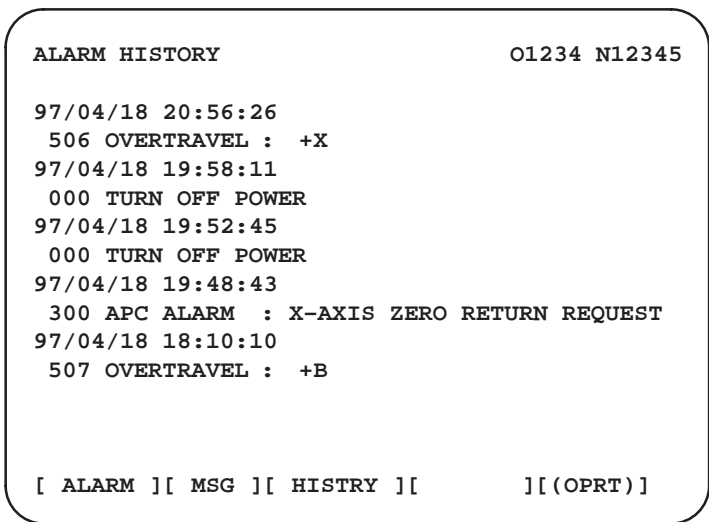 ALARM HISTORY O1234 N12345
97/04/18 20:56:26
506 OVERTRAVEL : +X
97/04/18 19:58:11
000 TURN OFF POWER
97/04/18 19:52:45
000 TURN OFF POWER
97/04/18 19:48:43
300 APC ALARM : X–AXIS ZERO RETURN REQUEST
97/04/18 18:10:10
507 OVERTRAVEL : +B
[ ALARM ][ MSG ][ HISTRY ][ ][(OPRT)]